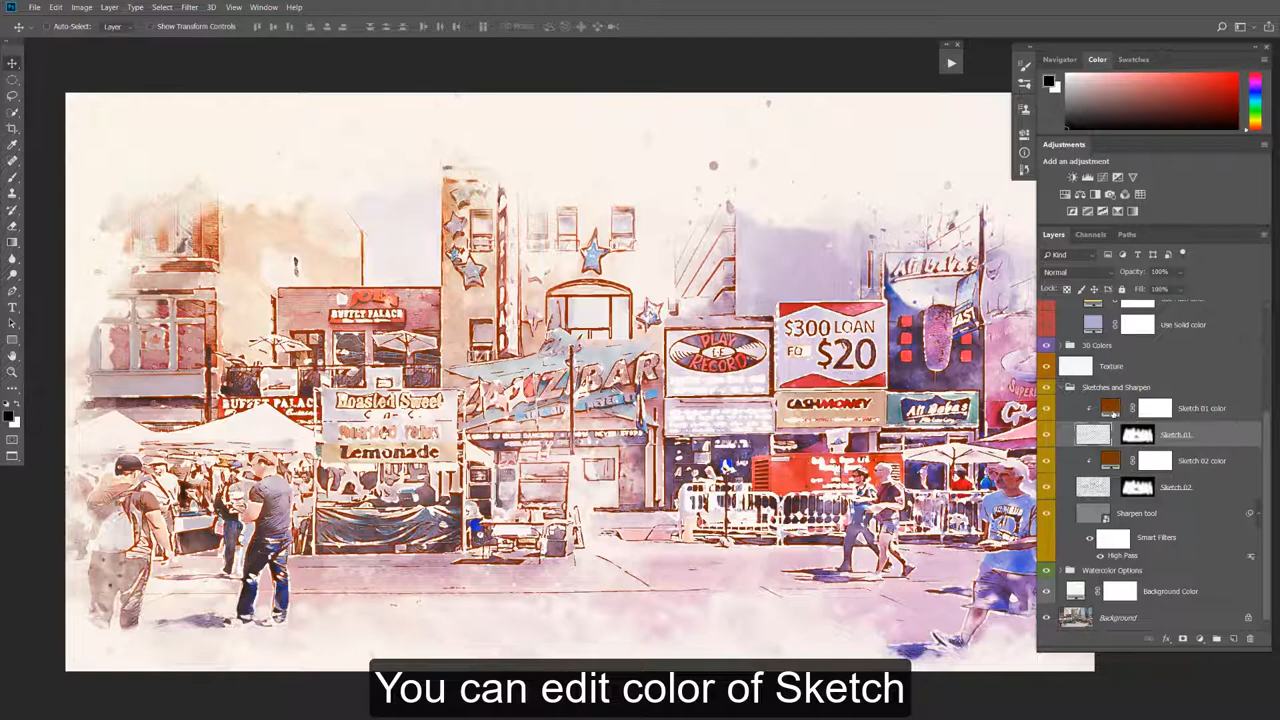 File Edit Image Layer Type Select Filter 3D View Window Help
Auto-Select: Layer Show Transform Controls
Navigator Color Swatches
Adjustments
Add an adjustment
Layers Channels Paths
Kind
Normal Opacity: 100%
Lock: Fill: 100%
Use Solid color
30 Colors
Texture
Sketches and Sharpen
Sketch 01 color
Sketch 01
Sketch 02 color
Sketch 02
Sharpen tool
Smart Filters
High Pass
Watercolor Options
Background Color
Background
BUFFET PALACE
BUFFET PALACE
Roasted Sweet
Lemonade
BAR
PLAY
DE
RECORD
$300 LOAN
FO $20
CASHMONEY
Ali Baba's
Ali Baba's
You can edit color of Sketch